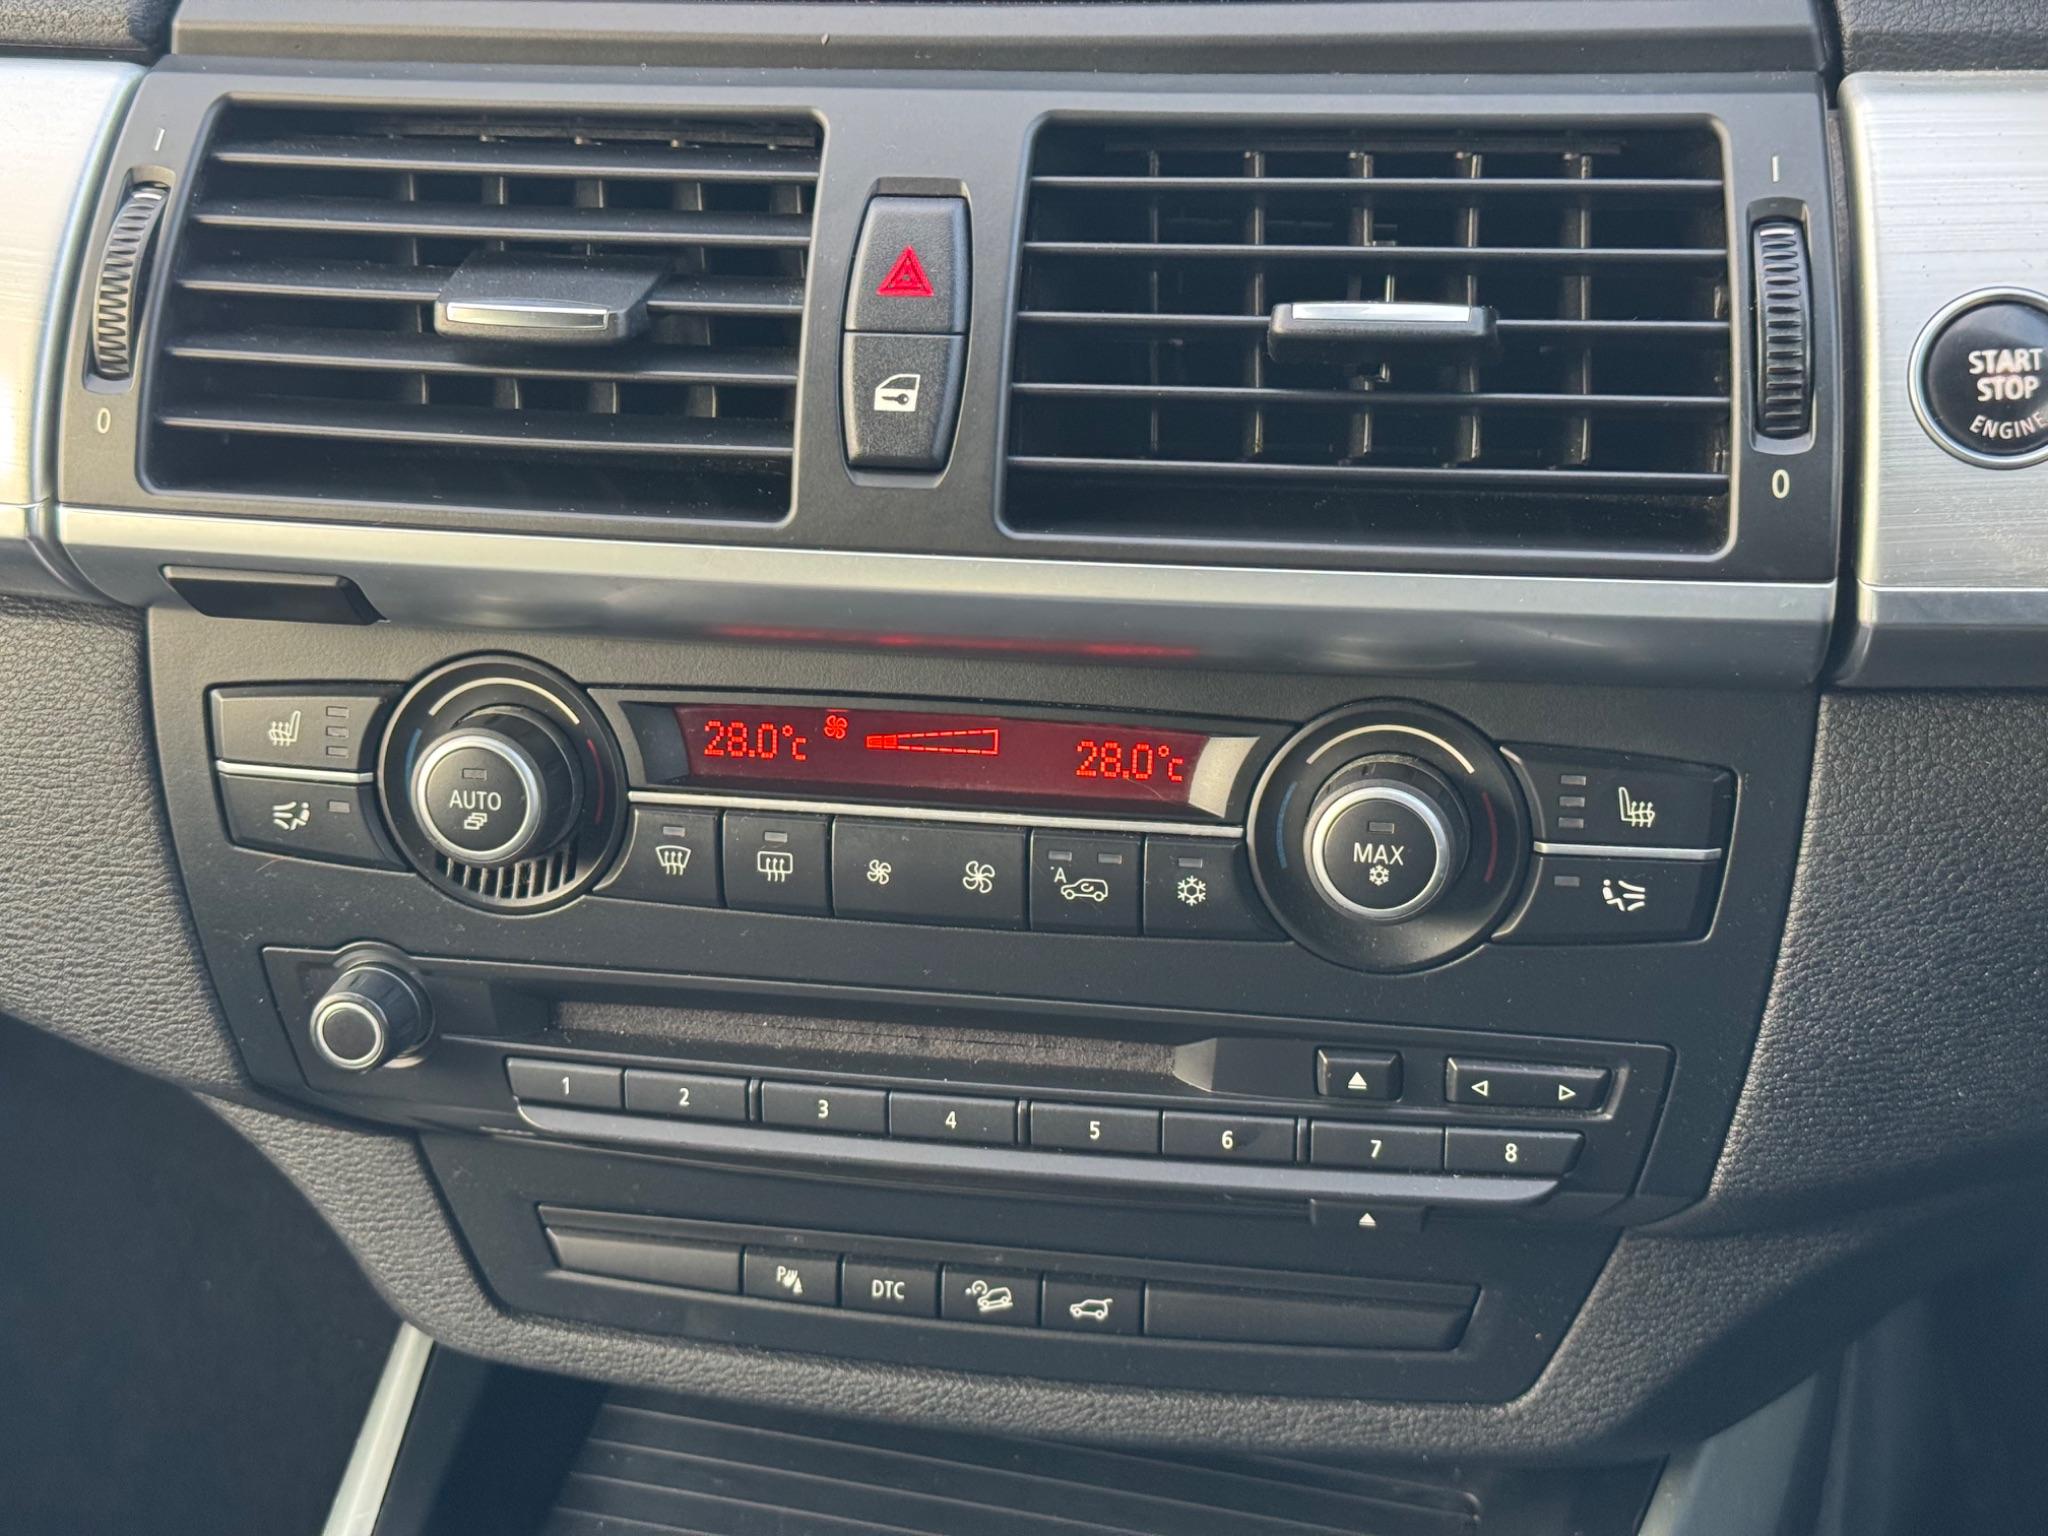 START
STOP
ENGINE
0
0
28.0°c
28.0°c
AUTO
MAX
A
1 2 3 4 5 6 7 8
P
DTC